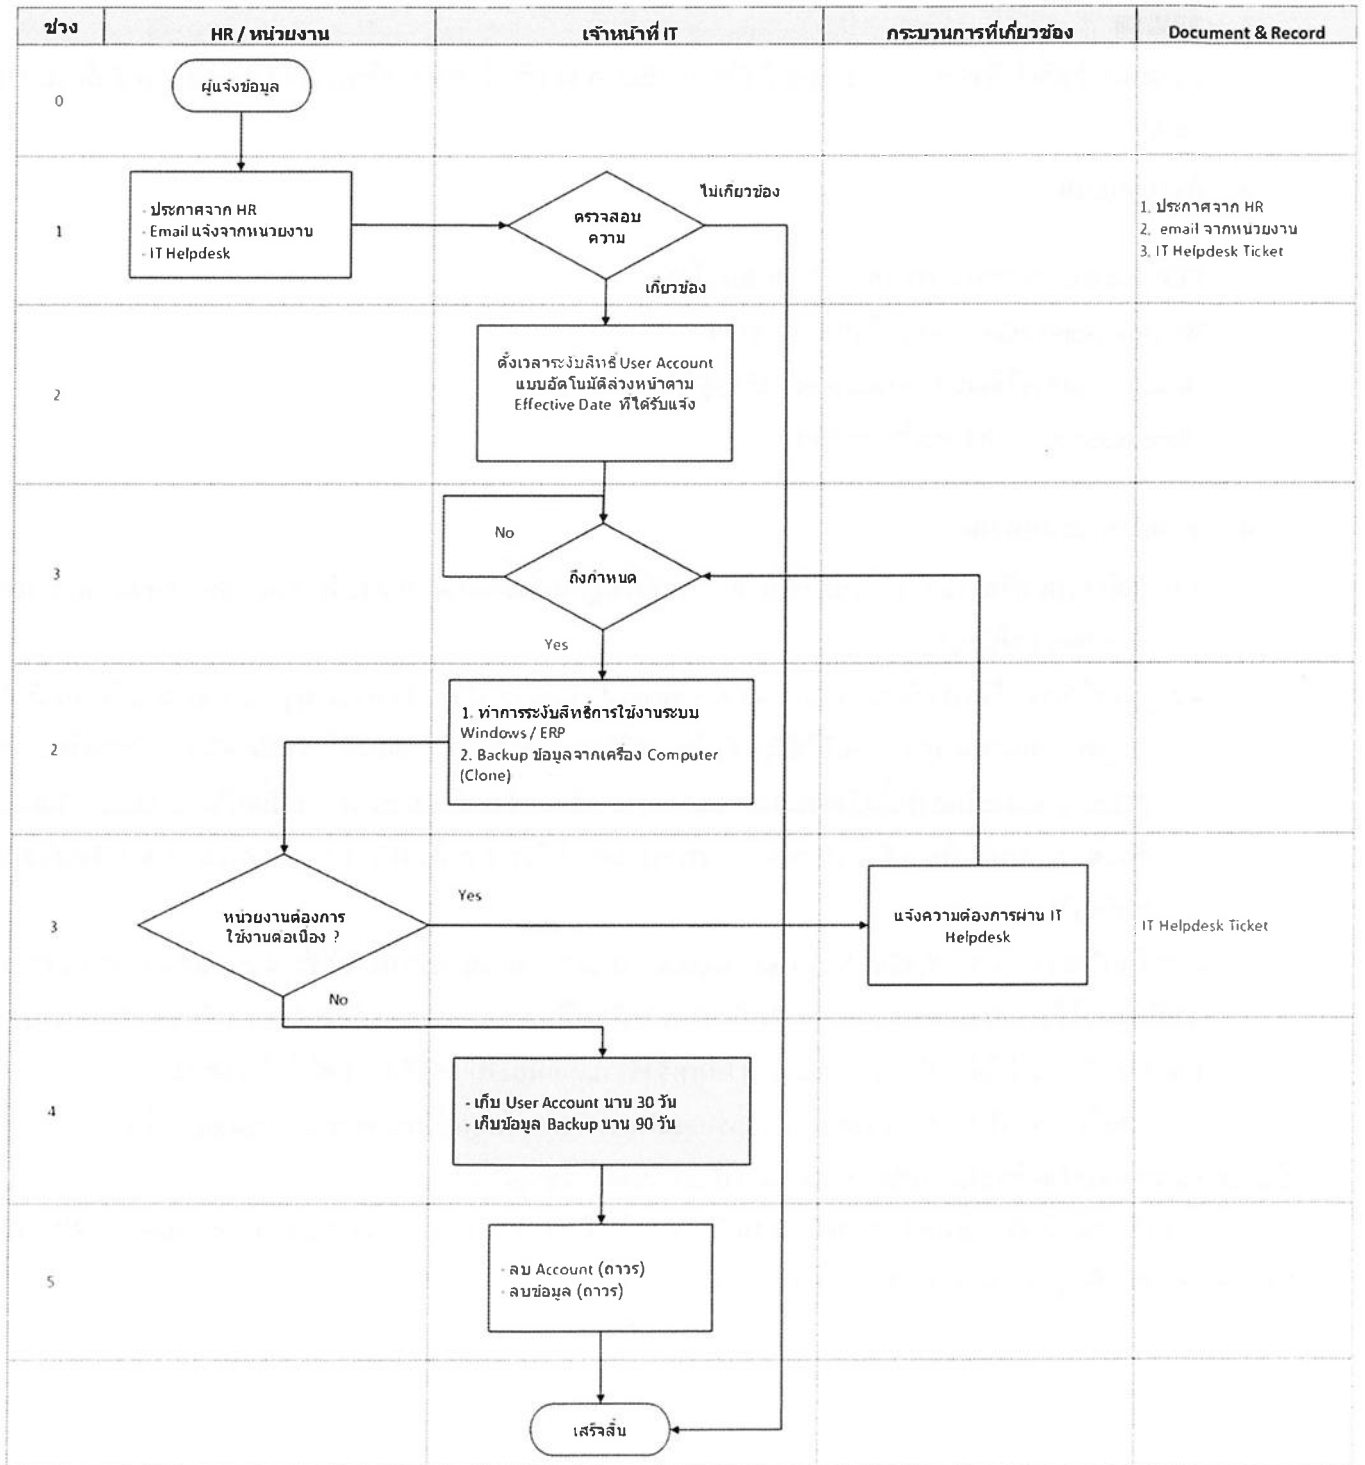 ช่วง HR / หน่วยงาน เจ้าหน้าที่ IT กระบวนการที่เกี่ยวข้อง Document & Record
0
ผู้แจ้งข้อมูล
1
- ประกาศจาก HR
- Email แจ้งจากหน่วยงาน
- IT Helpdesk
ตรวจสอบ
ความ
ไม่เกี่ยวข้อง
เกี่ยวข้อง
1. ประกาศจาก HR
2. email จากหน่วยงาน
3. IT Helpdesk Ticket
2
ตั้งเวลาระงับสิทธิ์ User Account
แบบอัตโนมัติล่วงหน้าตาม
Effective Date ที่ได้รับแจ้ง
3
No
ถึงกำหนด
Yes
2
1. ทำการระงับสิทธิ์การใช้งานระบบ
Windows / ERP
2. Backup ข้อมูลจากเครื่อง Computer
(Clone)
3
หน่วยงานต้องการ
ใช้งานต่อเนื่อง ?
Yes
No
แจ้งความต้องการผ่าน IT
Helpdesk
IT Helpdesk Ticket
4
- เก็บ User Account นาน 30 วัน
- เก็บข้อมูล Backup นาน 90 วัน
5
- ลบ Account (ถาวร)
- ลบข้อมูล (ถาวร)
เสร็จสิ้น